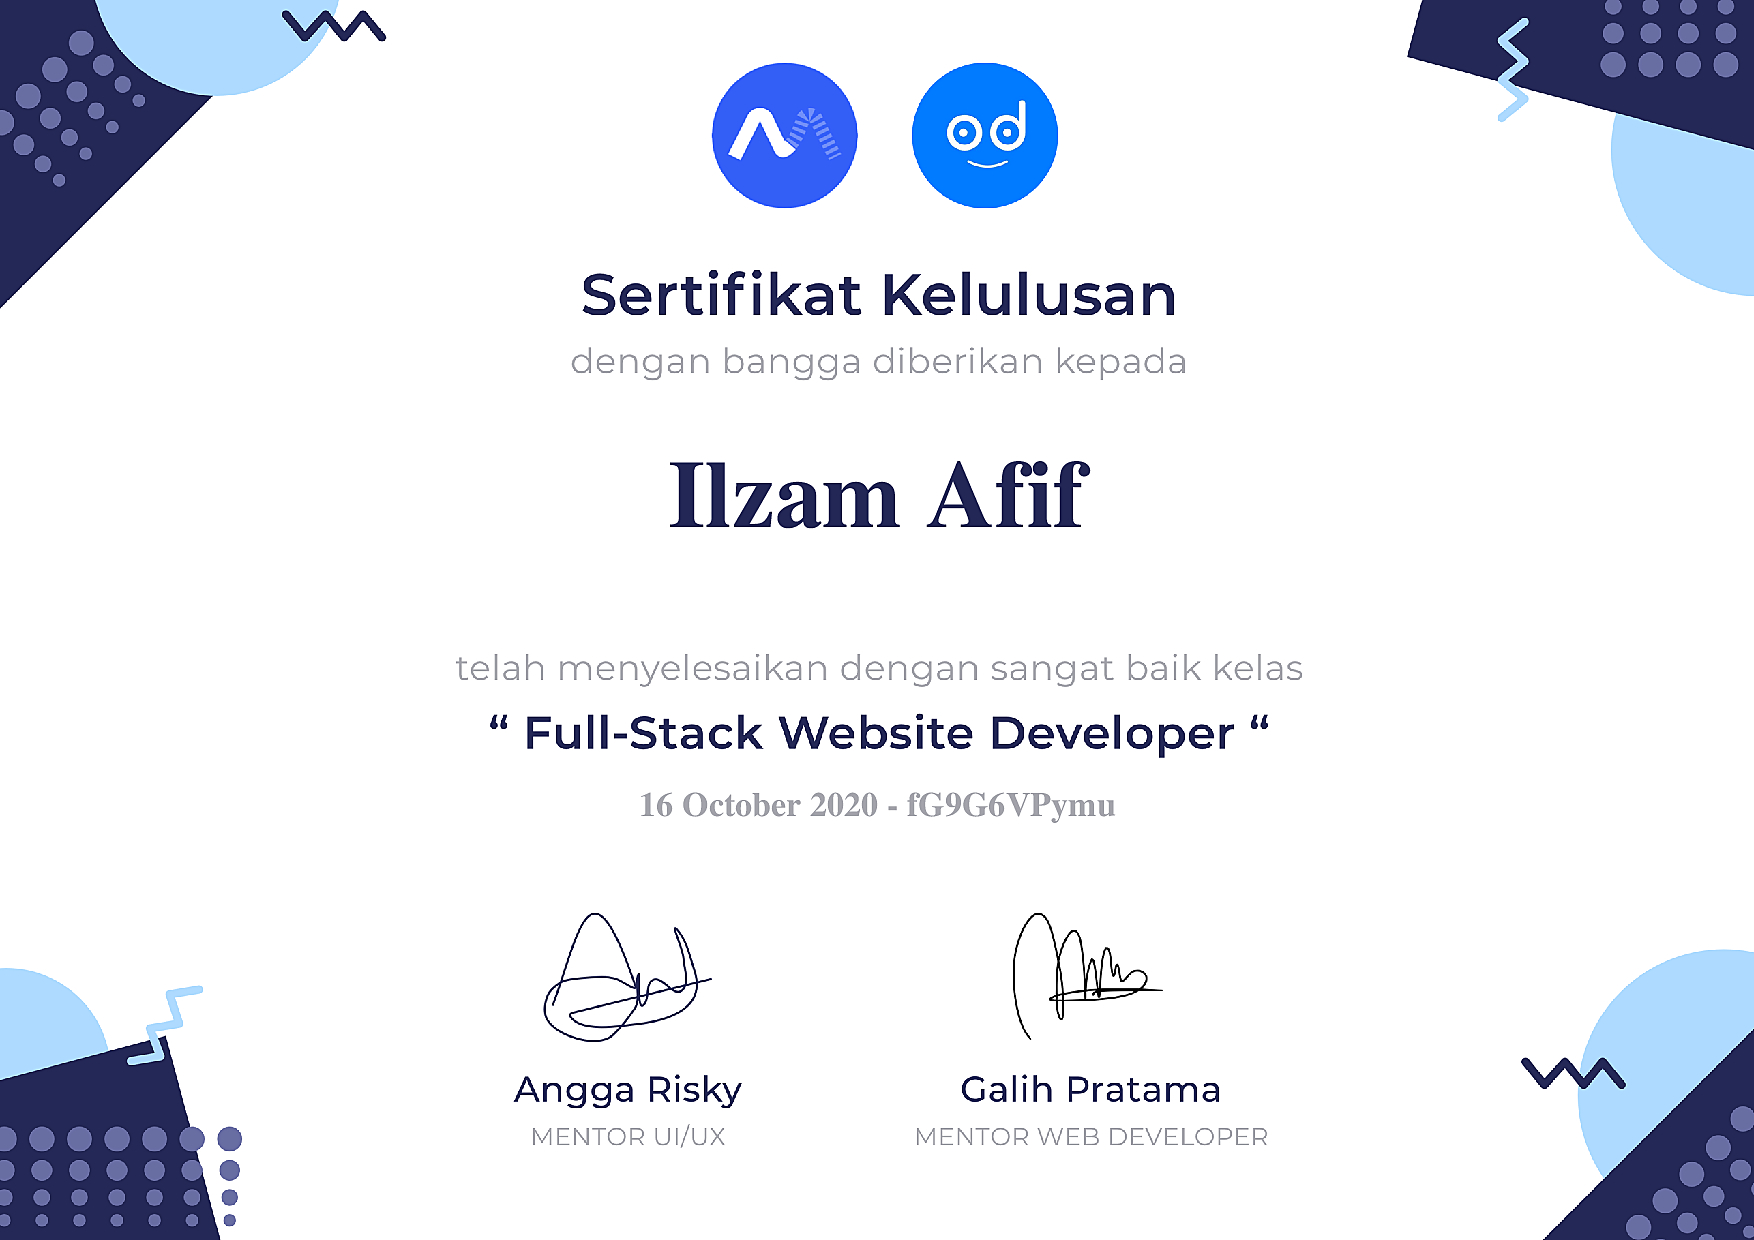 od
Sertifikat Kelulusan
dengan bangga diberikan kepada
Ilzam Afif
telah menyelesaikan dengan sangat baik kelas
“ Full-Stack Website Developer “
16 October 2020 - fG9G6VPymu
Angga Risky
MENTOR UI/UX
Galih Pratama
MENTOR WEB DEVELOPER